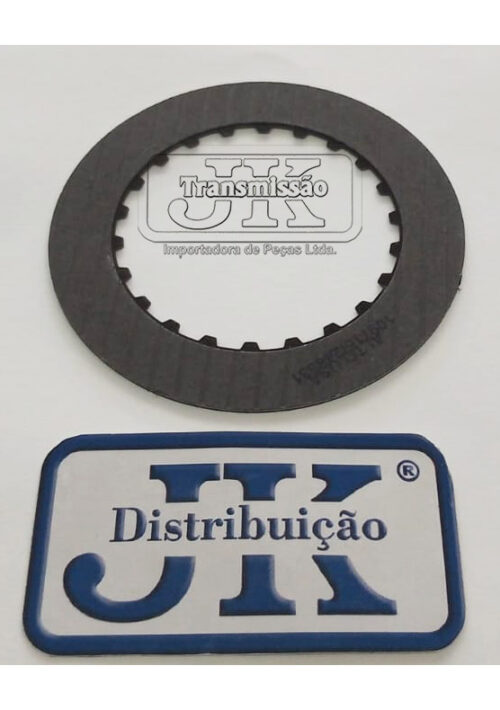 JK
Transmissão
Importadora de Peças Ltda.
JK
Distribuição
®